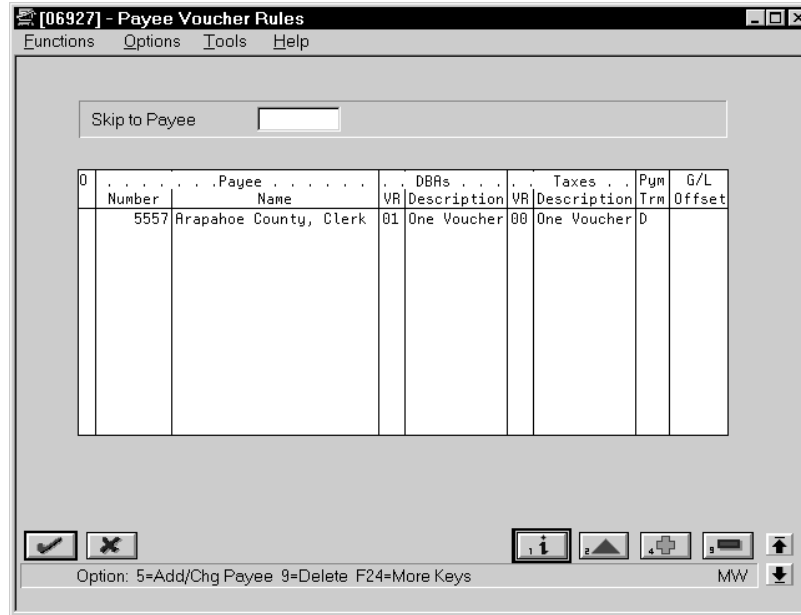 [06927] - Payee Voucher Rules
Functions Options Tools Help
Skip to Payee
O . . . . . . .Payee . . . . . . . . DBAs . . . . . Taxes . . Pym G/L
Number Name VR Description VR Description Trm Offset
5557 Arapahoe County, Clerk 01 One Voucher 00 One Voucher D
1 i 2 4 9
Option: 5=Add/Chg Payee 9=Delete F24=More Keys MW